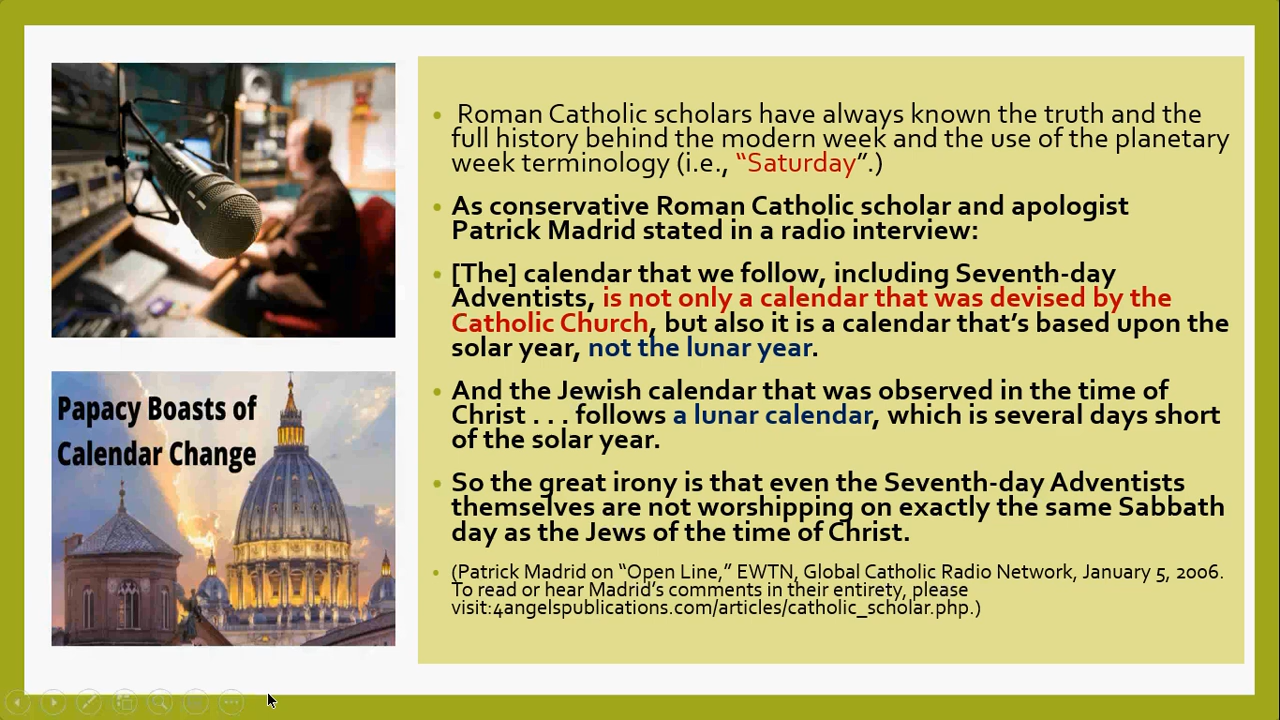 Roman Catholic scholars have always known the truth and the
full history behind the modern week and the use of the planetary
week terminology (i.e., “Saturday”.)
As conservative Roman Catholic scholar and apologist
Patrick Madrid stated in a radio interview:
[The] calendar that we follow, including Seventh-day
Adventists, is not only a calendar that was devised by the
Catholic Church, but also it is a calendar that’s based upon the
solar year, not the lunar year.
And the Jewish calendar that was observed in the time of
Christ . . . follows a lunar calendar, which is several days short
of the solar year.
So the great irony is that even the Seventh-day Adventists
themselves are not worshipping on exactly the same Sabbath
day as the Jews of the time of Christ.
(Patrick Madrid on “Open Line,” EWTN, Global Catholic Radio Network, January 5, 2006.
To read or hear Madrid’s comments in their entirety, please
visit:4angelspublications.com/articles/catholic_scholar.php.)
Papacy Boasts of
Calendar Change